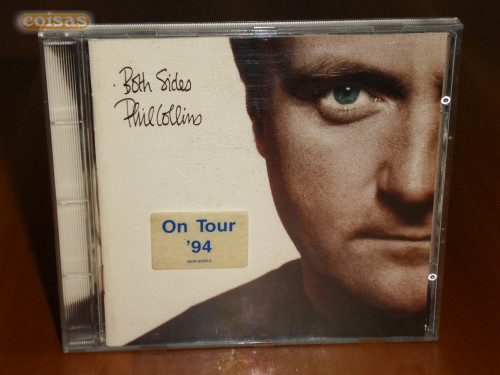 coisas
Both Sides
Phil Collins
On Tour
'94